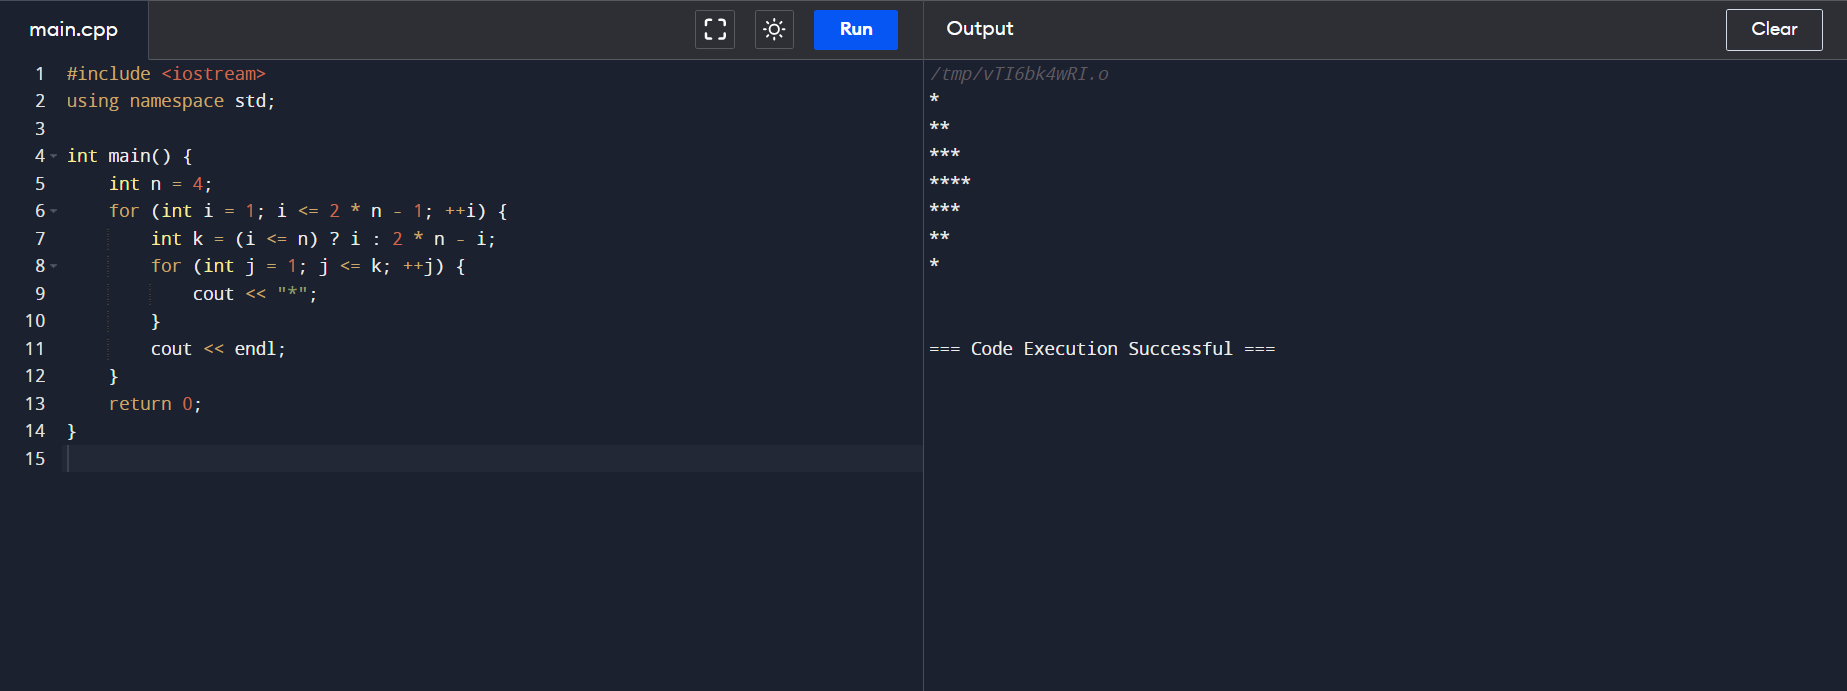 main.cpp
Run
Output
Clear
1 #include <iostream>
2 using namespace std;
3
4 int main() {
5     int n = 4;
6     for (int i = 1; i <= 2 * n - 1; ++i) {
7         int k = (i <= n) ? i : 2 * n - i;
8         for (int j = 1; j <= k; ++j) {
9             cout << "*";
10         }
11         cout << endl;
12     }
13     return 0;
14 }
15
/tmp/vTI6bk4wRI.o
*
**
***
****
***
**
*
=== Code Execution Successful ===